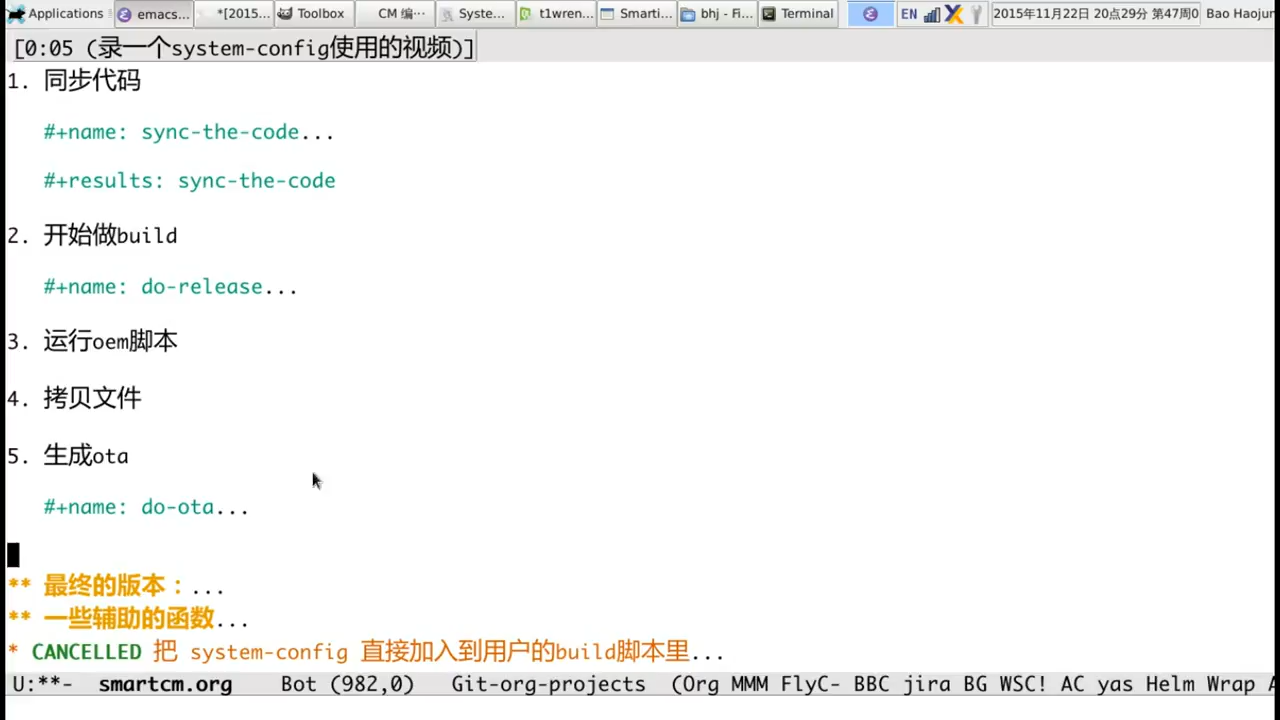 Applications emacs... *[2015... Toolbox CM 编... Syste... t1wren... Smarti... bhj - Fi... Terminal EN 2015年11月22日 20点29分 第47周0 Bao Haojun
[0:05 (录一个system-config使用的视频)]
1. 同步代码
#+name: sync-the-code...
#+results: sync-the-code
2. 开始做build
#+name: do-release...
3. 运行oem脚本
4. 拷贝文件
5. 生成ota
#+name: do-ota...
** 最终的版本：...
** 一些辅助的函数...
* CANCELLED 把 system-config 直接加入到用户的build脚本里...
U:**- smartcm.org Bot (982,0) Git-org-projects (Org MMM FlyC- BBC jira BG WSC! AC yas Helm Wrap A